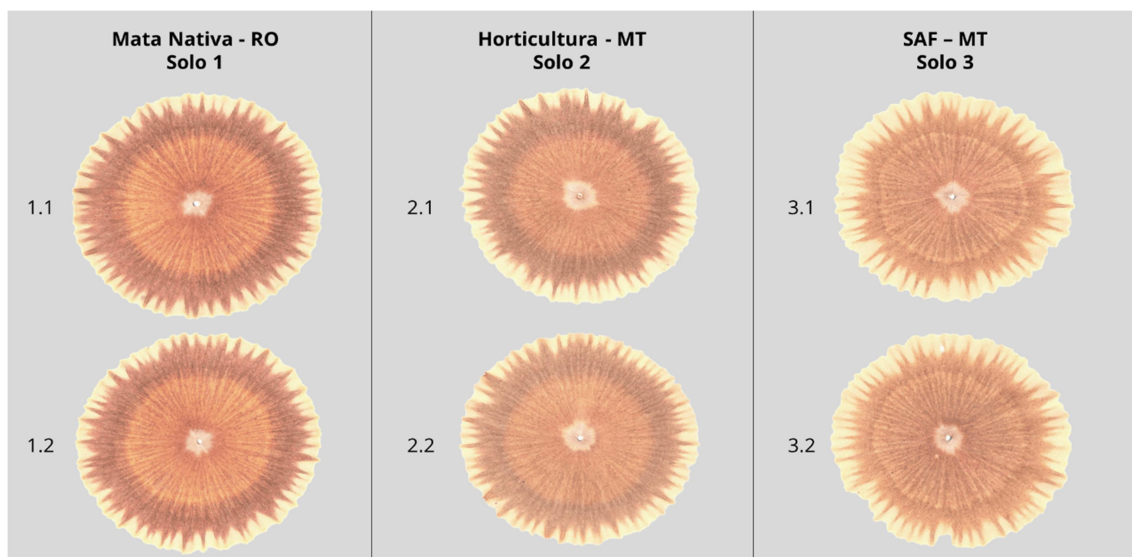 Mata Nativa - RO
Solo 1
Horticultura - MT
Solo 2
SAF – MT
Solo 3
1.1
2.1
3.1
1.2
2.2
3.2